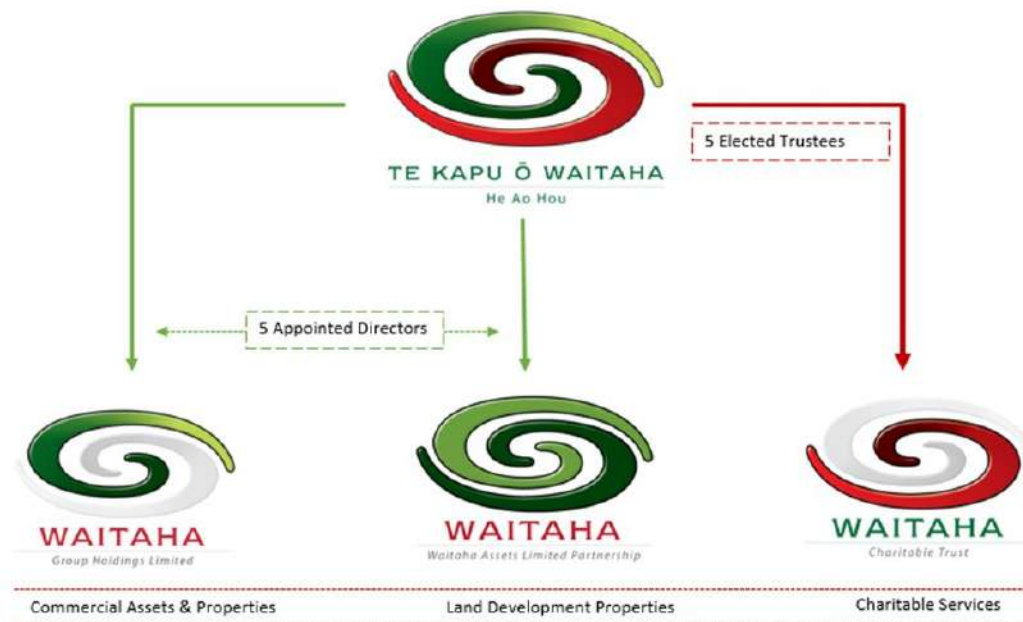 5 Elected Trustees
TE KAPU Ō WAITAHA
He Ao Hou
5 Appointed Directors
WAITAHA
Group Holdings Limited
WAITAHA
Waitaha Assets Limited Partnership
WAITAHA
Charitable Trust
Commercial Assets & Properties
Land Development Properties
Charitable Services